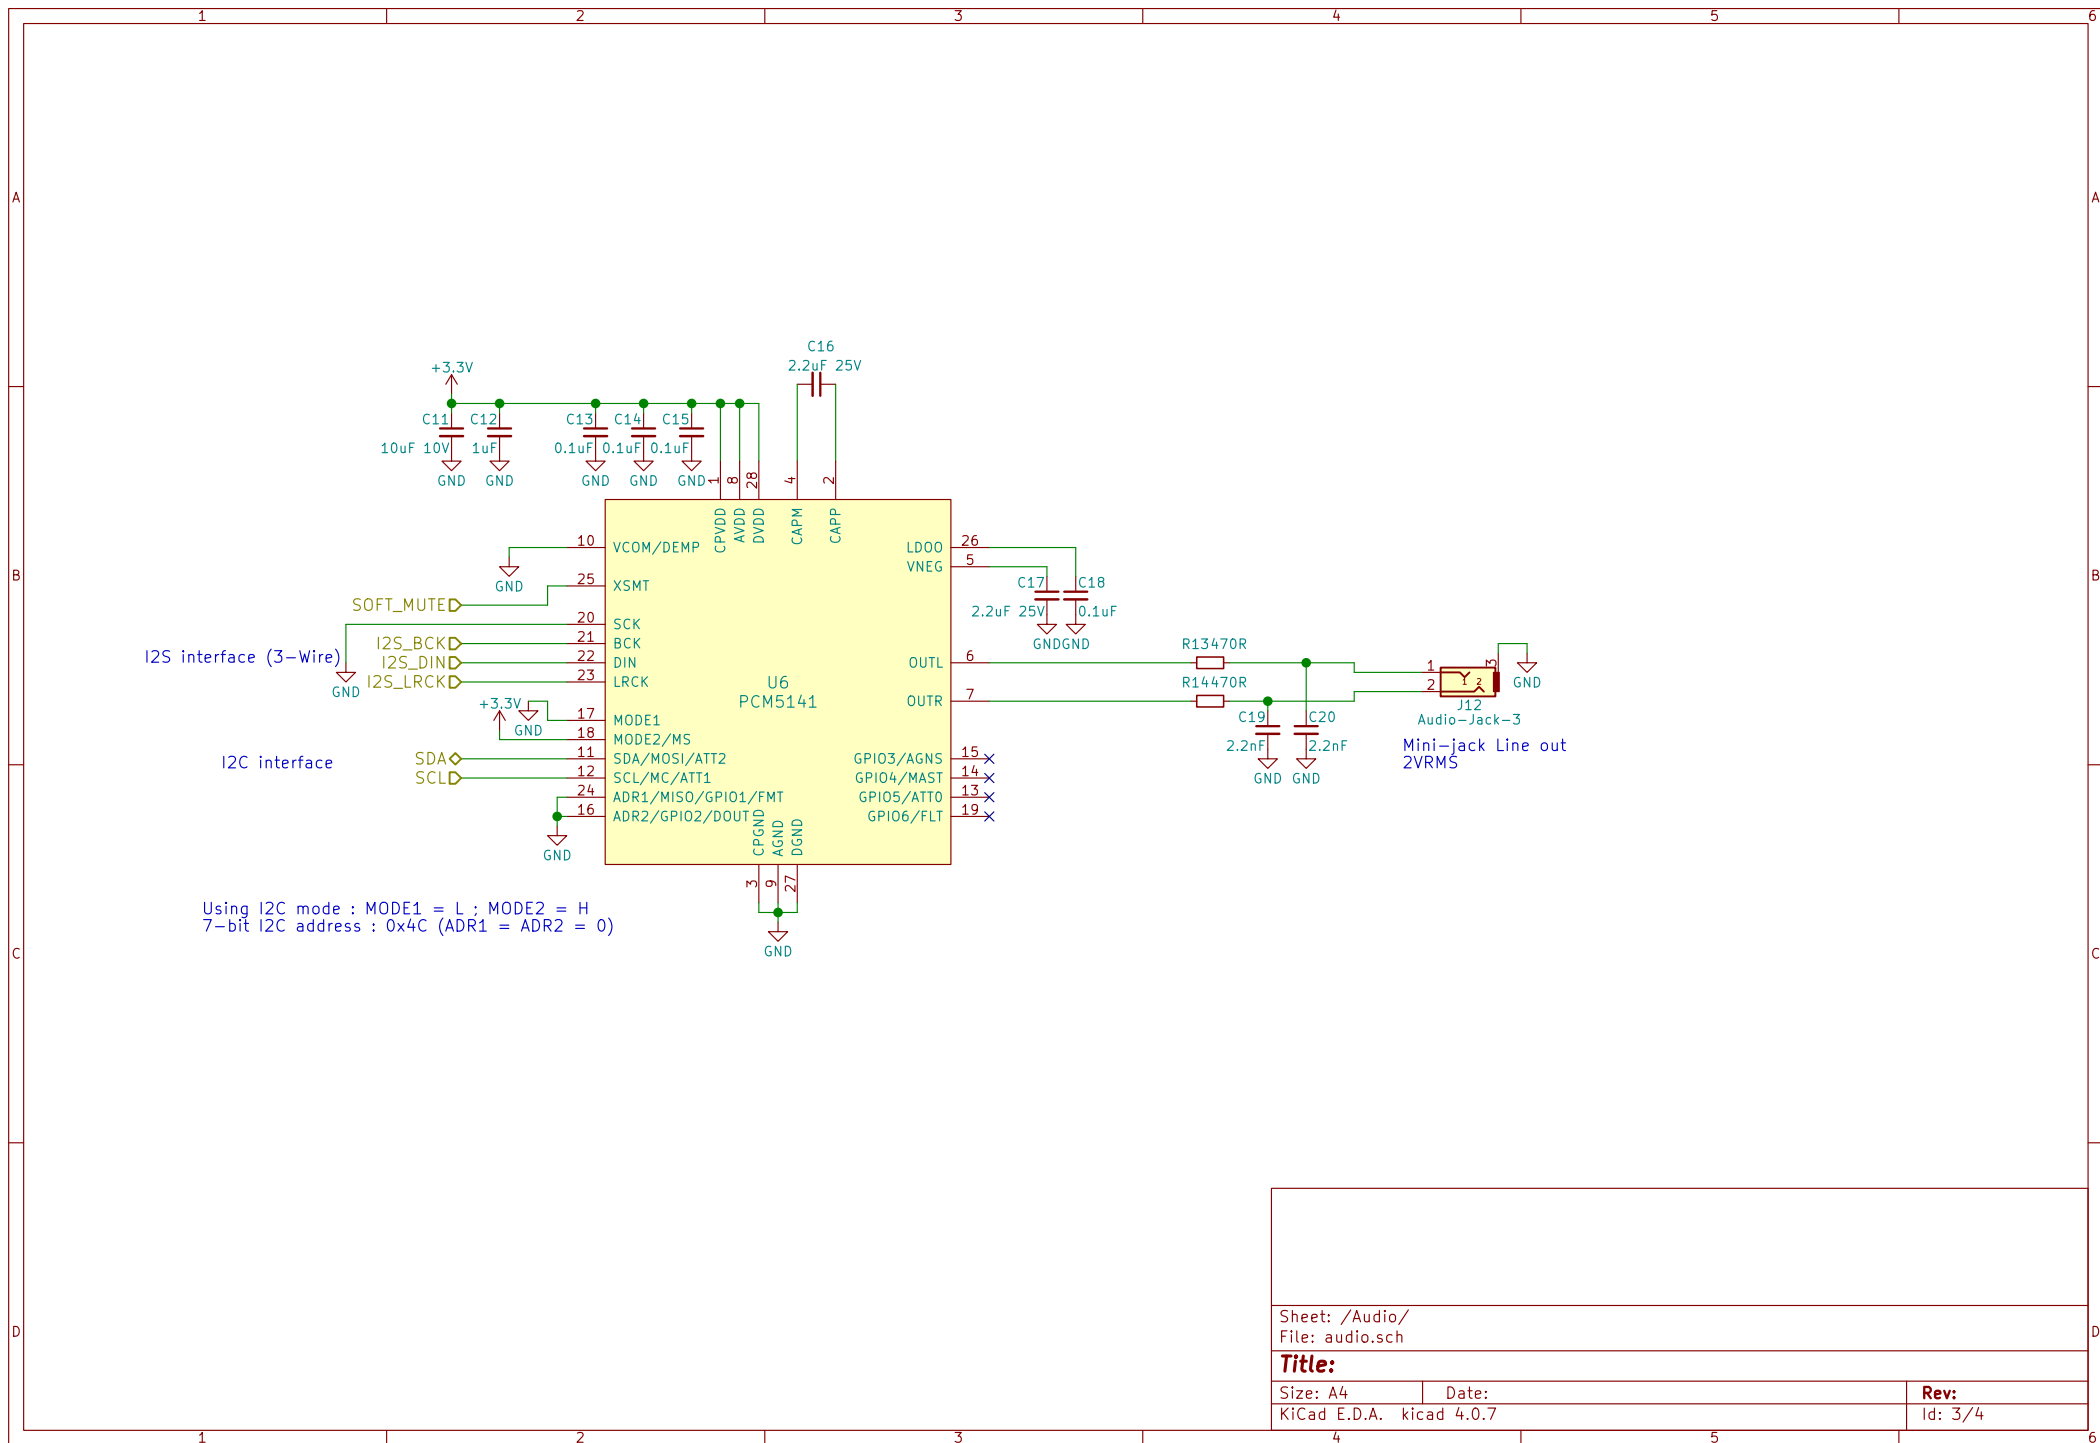 1 2 3 4 5 6
A A
C16
2.2uF 25V
+3.3V
B B
C11 C12 C13 C14 C15
10uF 10V 1uF 0.1uF 0.1uF 0.1uF
GND GND GND GND GND
1 8 28 4 2
CPVDD AVDD DVDD CAPM CAPP
10 VCOM/DEMP
GND
25 XSMT
SOFT_MUTE
20 SCK
I2S_BCK 21 BCK
I2S interface (3-Wire)
I2S_DIN 22 DIN
I2S_LRCK 23 LRCK
GND
U6
PCM5141
+3.3V
GND
17 MODE1
18 MODE2/MS
I2C interface
SDA 11 SDA/MOSI/ATT2
SCL 12 SCL/MC/ATT1
24 ADR1/MISO/GPIO1/FMT
16 ADR2/GPIO2/DOUT
GND
CPGND AGND DGND
3 9 27
GND
LDOO 26
VNEG 5
C17 C18
2.2uF 25V 0.1uF
GND GND
OUTL 6
OUTR 7
R13 470R
R14 470R
C19 C20
2.2nF 2.2nF
GND GND
1 2 3
1 2
GND
J12
Audio-Jack-3
Mini-jack Line out
2VRMS
GPIO3/AGNS 15
GPIO4/MAST 14
GPIO5/ATT0 13
GPIO6/FLT 19
Using I2C mode : MODE1 = L ; MODE2 = H
7-bit I2C address : 0x4C (ADR1 = ADR2 = 0)
C C
Sheet: /Audio/
File: audio.sch
D D
Title:
Size: A4 Date: Rev:
KiCad E.D.A. kicad 4.0.7 Id: 3/4
1 2 3 4 5 6